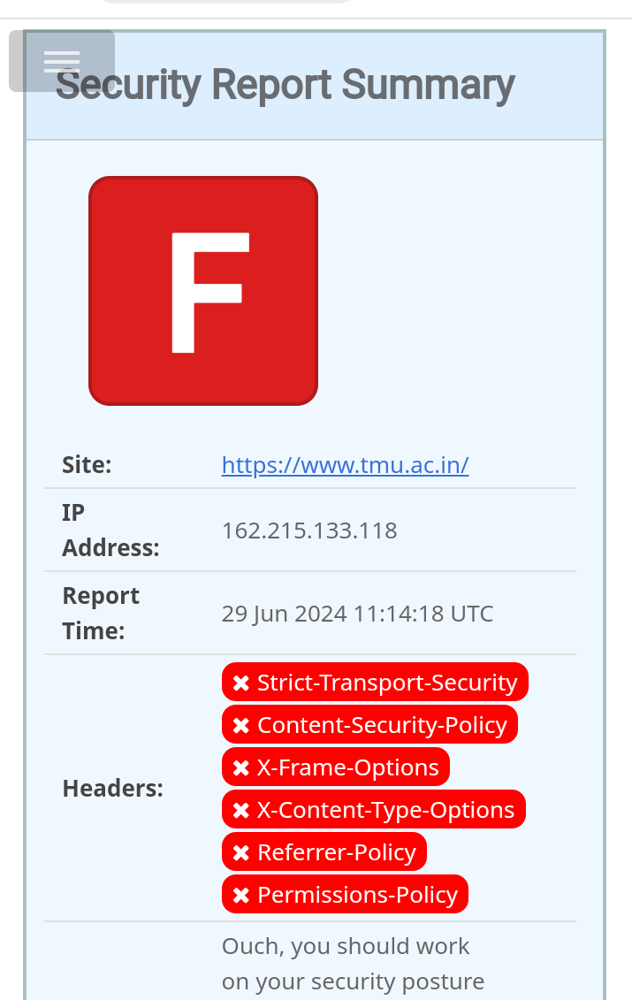 Security Report Summary
F
Site: https://www.tmu.ac.in/
IP
Address: 162.215.133.118
Report
Time: 29 Jun 2024 11:14:18 UTC
Headers:
✖ Strict-Transport-Security
✖ Content-Security-Policy
✖ X-Frame-Options
✖ X-Content-Type-Options
✖ Referrer-Policy
✖ Permissions-Policy
Ouch, you should work
on your security posture